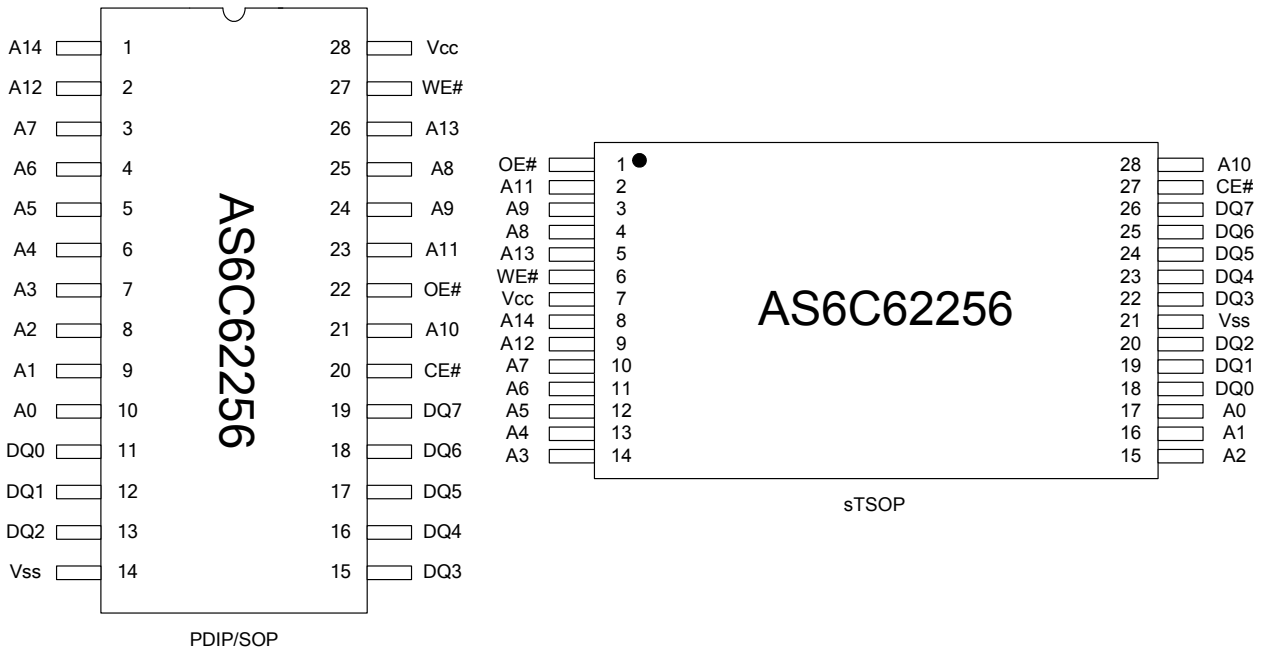 A14 1 28 Vcc
A12 2 27 WE#
A7 3 26 A13
A6 4 25 A8
A5 5 24 A9
A4 6 23 A11
A3 7 22 OE#
A2 8 21 A10
A1 9 20 CE#
A0 10 19 DQ7
DQ0 11 18 DQ6
DQ1 12 17 DQ5
DQ2 13 16 DQ4
Vss 14 15 DQ3
AS6C62256
PDIP/SOP
OE# 1 28 A10
A11 2 27 CE#
A9 3 26 DQ7
A8 4 25 DQ6
A13 5 24 DQ5
WE# 6 23 DQ4
Vcc 7 22 DQ3
A14 8 21 Vss
A12 9 20 DQ2
A7 10 19 DQ1
A6 11 18 DQ0
A5 12 17 A0
A4 13 16 A1
A3 14 15 A2
AS6C62256
sTSOP